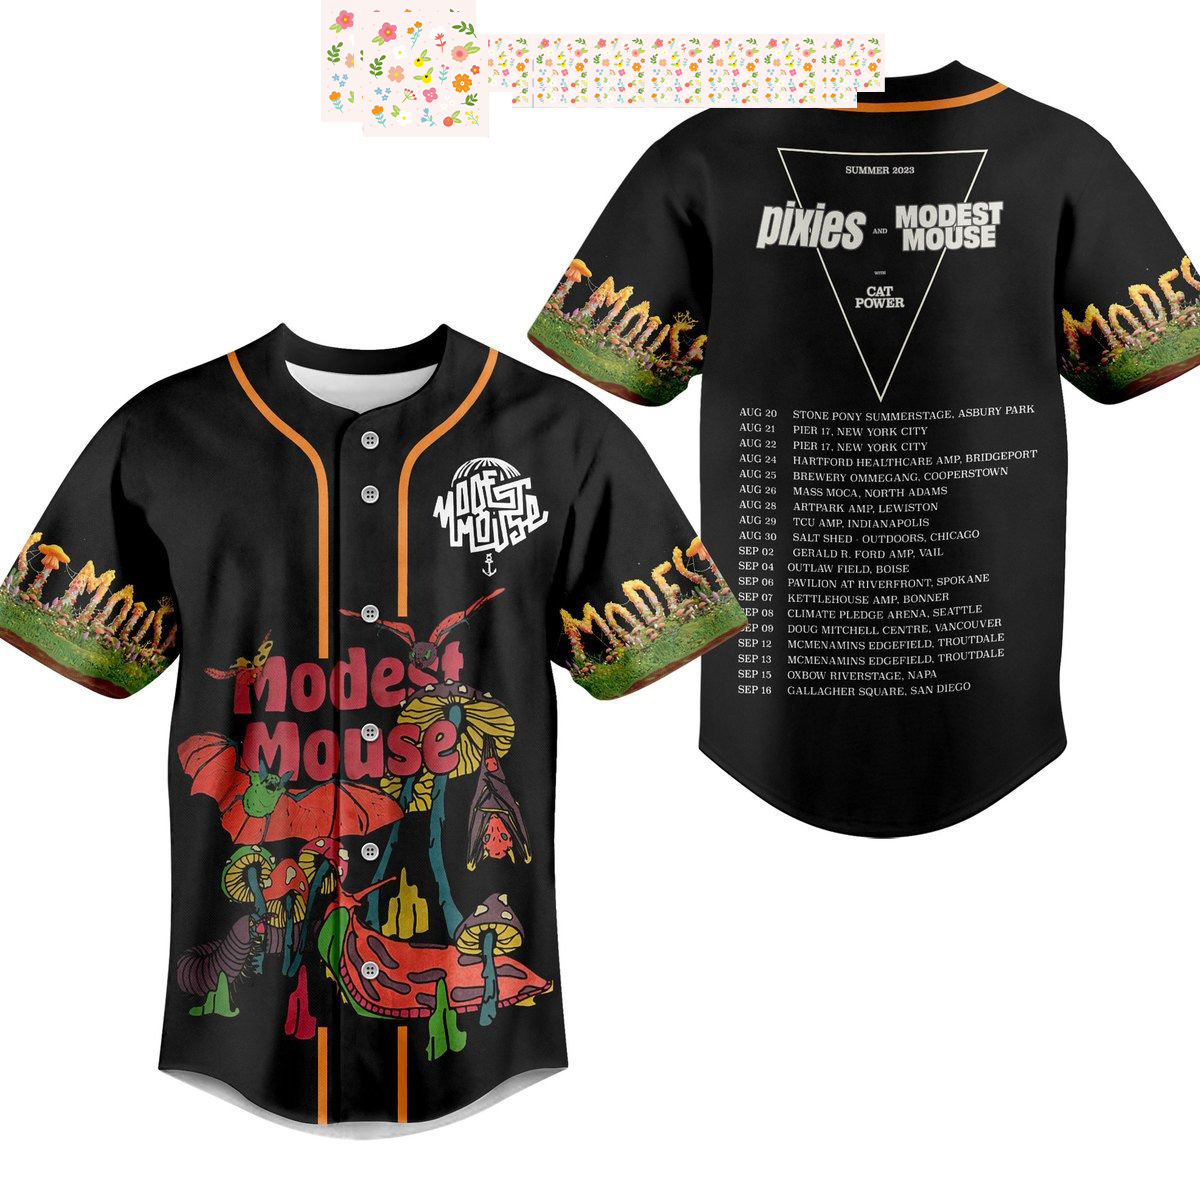 SUMMER 2023
pixies AND MODEST MOUSE
WITH
CAT
POWER
AUG 20 STONE PONY SUMMERSTAGE, ASBURY PARK
AUG 21 PIER 17, NEW YORK CITY
AUG 22 PIER 17, NEW YORK CITY
AUG 24 HARTFORD HEALTHCARE AMP, BRIDGEPORT
AUG 25 BREWERY OMMEGANG, COOPERSTOWN
AUG 26 MASS MOCA, NORTH ADAMS
AUG 28 ARTPARK AMP, LEWISTON
AUG 29 TCU AMP, INDIANAPOLIS
AUG 30 SALT SHED - OUTDOORS, CHICAGO
SEP 02 GERALD R. FORD AMP, VAIL
SEP 04 OUTLAW FIELD, BOISE
SEP 06 PAVILION AT RIVERFRONT, SPOKANE
SEP 07 KETTLEHOUSE AMP, BONNER
SEP 08 CLIMATE PLEDGE ARENA, SEATTLE
SEP 09 DOUG MITCHELL CENTRE, VANCOUVER
SEP 12 MCMENAMINS EDGEFIELD, TROUTDALE
SEP 13 MCMENAMINS EDGEFIELD, TROUTDALE
SEP 15 OXBOW RIVERSTAGE, NAPA
SEP 16 GALLAGHER SQUARE, SAN DIEGO
T MOUSE
MODES
MODEST
MOUSE
T MOUS
MODEST
Modest
Mouse